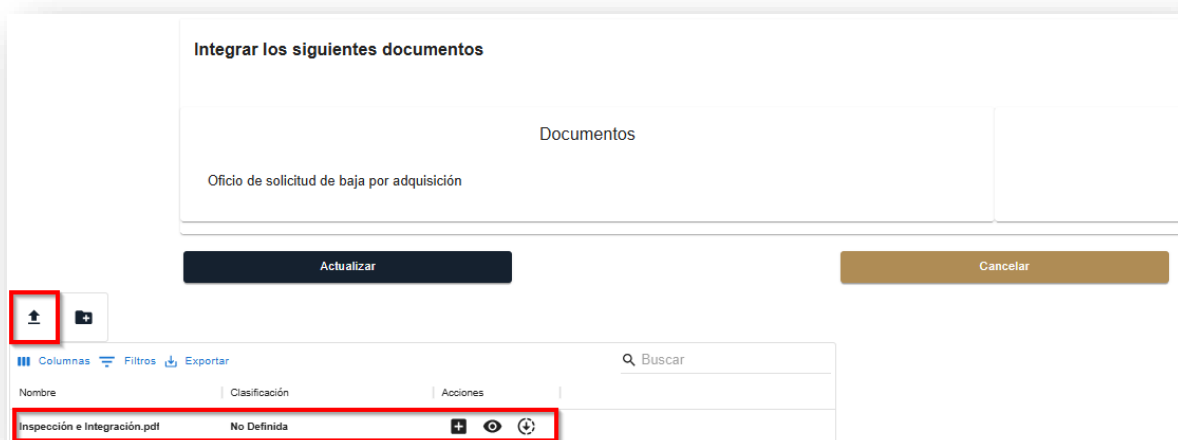 Integrar los siguientes documentos
Documentos
Oficio de solicitud de baja por adquisición
Actualizar
Cancelar
Columnas Filtros Exportar
Buscar
Nombre Clasificación Acciones
Inspección e Integración.pdf No Definida